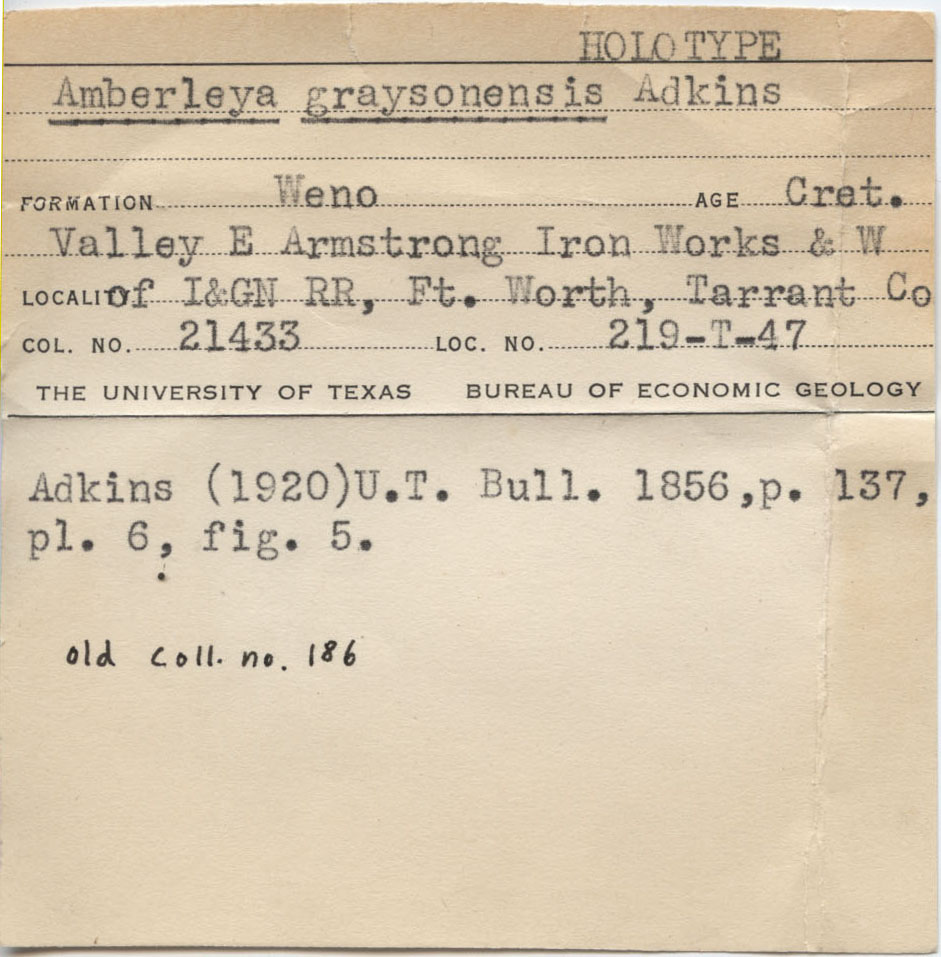 HOLOTYPE
Amberleya graysonensis Adkins
FORMATION Weno AGE Cret.
Valley E Armstrong Iron Works & W
LOCALITY of I&GN RR, Ft. Worth, Tarrant Co
COL. NO. 21433 LOC. NO. 219-T-47
THE UNIVERSITY OF TEXAS BUREAU OF ECONOMIC GEOLOGY
Adkins (1920)U.T. Bull. 1856,p. 137,
pl. 6, fig. 5.
old coll. no. 186